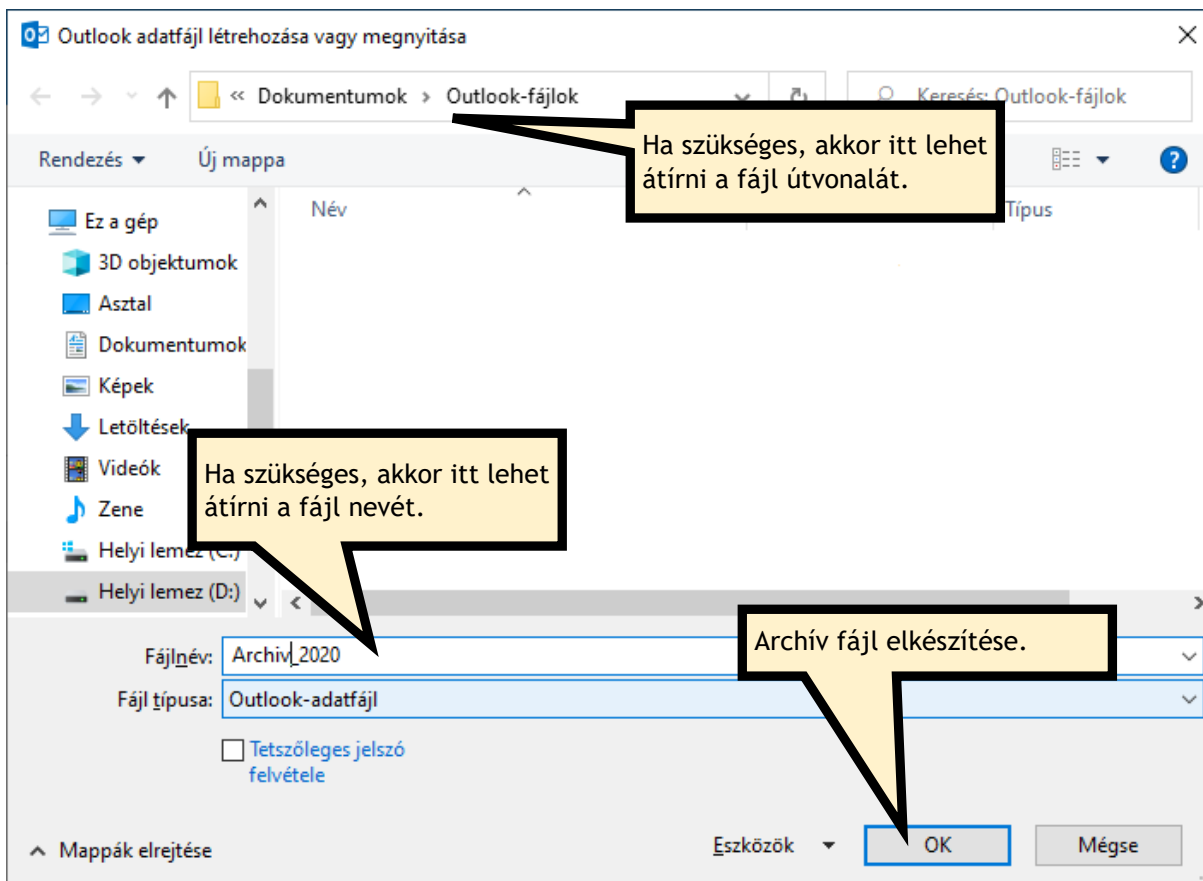 Outlook adatfájl létrehozása vagy megnyitása
« Dokumentumok › Outlook-fájlok
Keresés: Outlook-fájlok
Ha szükséges, akkor itt lehet
átírni a fájl útvonalát.
Rendezés
Új mappa
Név
Típus
Ez a gép
3D objektumok
Asztal
Dokumentumok
Képek
Letöltések
Videók
Zene
Helyi lemez (C:)
Helyi lemez (D:)
Ha szükséges, akkor itt lehet
átírni a fájl nevét.
Archív fájl elkészítése.
Fájlnév: Archiv_2020
Fájl típusa: Outlook-adatfájl
Tetszőleges jelszó
felvétele
Mappák elrejtése
Eszközök
OK
Mégse